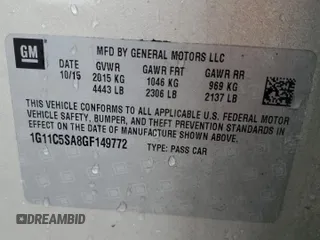 GM
MFD BY GENERAL MOTORS LLC
DATE GVWR GAWR FRT GAWR RR
10/15 2015 KG 1046 KG 969 KG
4443 LB 2306 LB 2137 LB
THIS VEHICLE CONFORMS TO ALL APPLICABLE U.S. FEDERAL MOTOR
VEHICLE SAFETY, BUMPER, AND THEFT PREVENTION STANDARDS IN
EFFECT ON THE DATE OF MANUFACTURE SHOWN ABOVE.
1G11C5SA8GF149772 TYPE: PASS CAR
AUTOBIDCAR